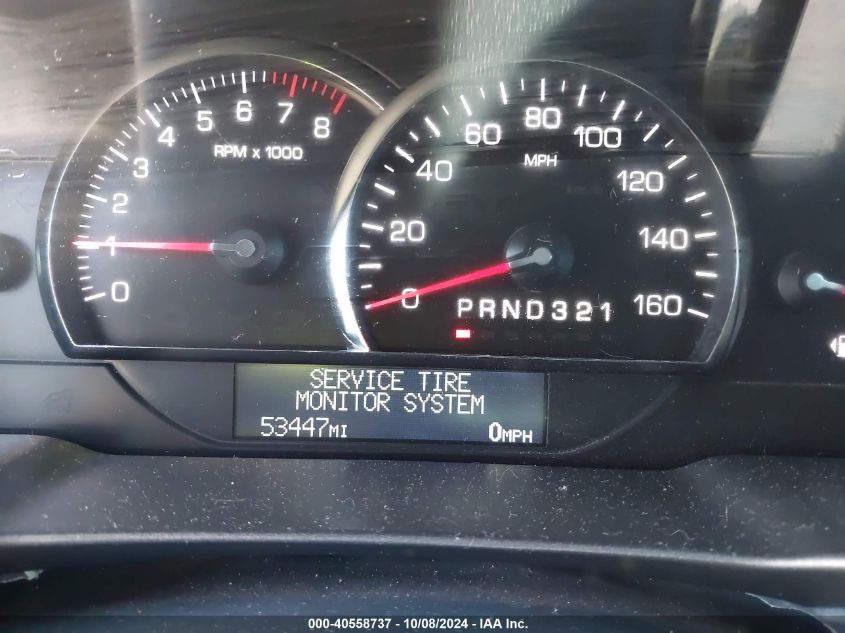 0 1 2 3 4 5 6 7 8
RPM x 1000
0 20 40 60 80 100 120 140 160
MPH
PRND321
SERVICE TIRE
MONITOR SYSTEM
53447MI 0MPH
000-40558737 - 10/08/2024 - IAA Inc.